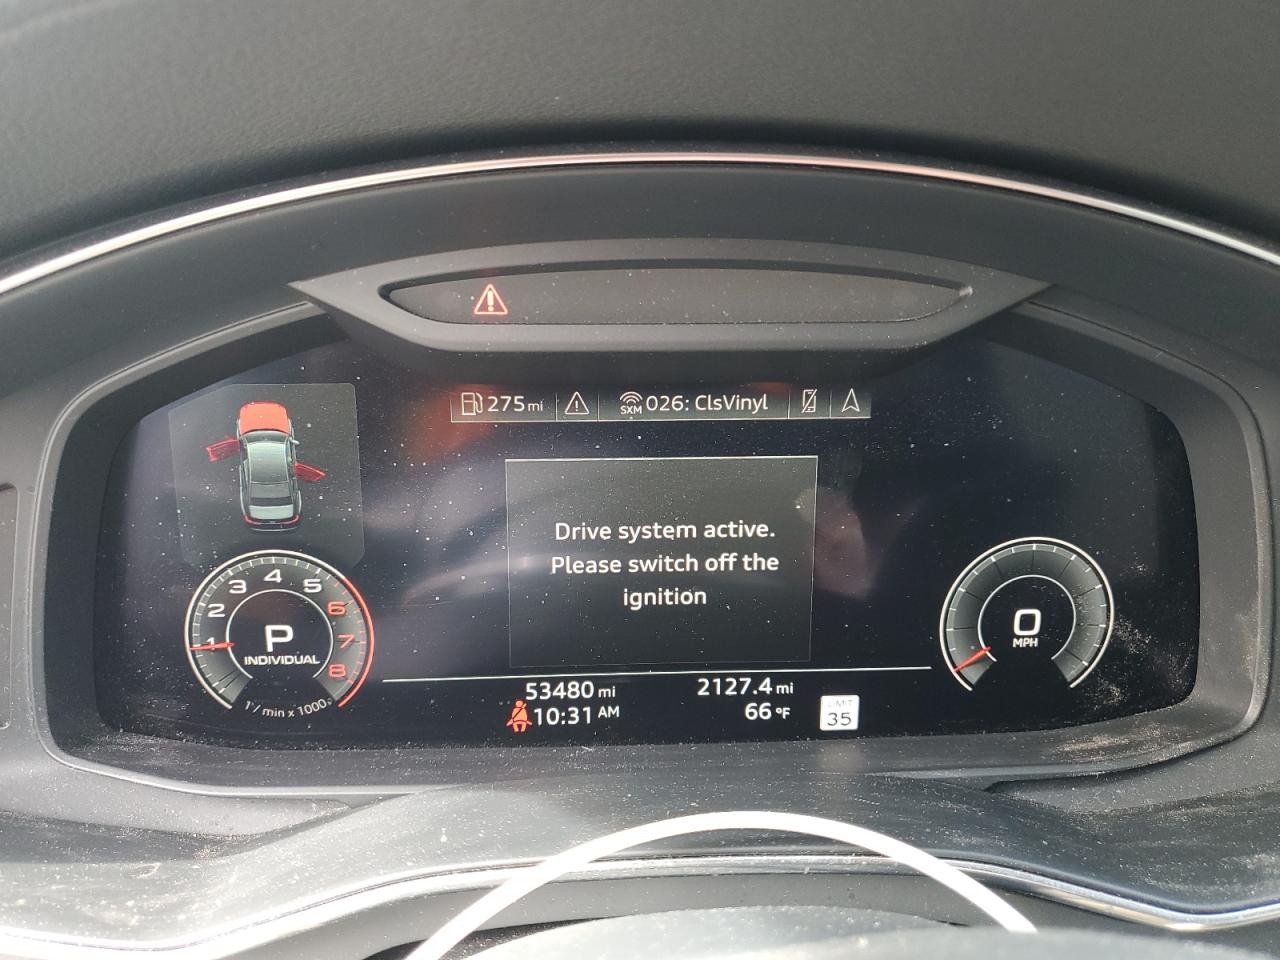 275 mi
SXM 026: ClsVinyl
Drive system active.
Please switch off the
ignition
1 2 3 4 5 6 7 8
P
INDIVIDUAL
1 / min x 1000
0
MPH
53480 mi
2127.4 mi
10:31 AM
66 °F
LIMIT
35